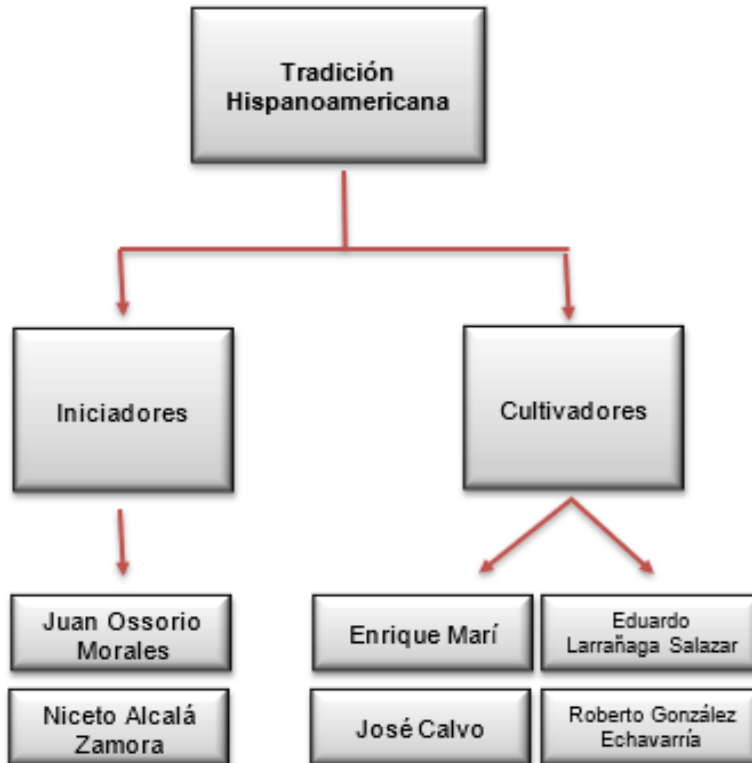 Tradición
Hispanoamericana
Iniciadores
Cultivadores
Juan Ossorio
Morales
Enrique Marí
Eduardo
Larrañaga Salazar
Niceto Alcalá
Zamora
José Calvo
Roberto González
Echavarría